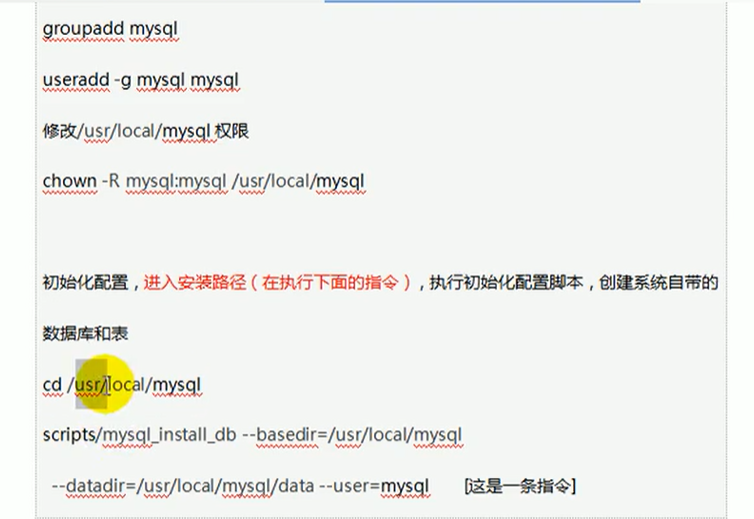 groupadd mysql
useradd -g mysql mysql
修改/usr/local/mysql 权限
chown -R mysql:mysql /usr/local/mysql
初始化配置，进入安装路径（在执行下面的指令），执行初始化配置脚本，创建系统自带的
数据库和表
cd /usr/local/mysql
scripts/mysql_install_db --basedir=/usr/local/mysql
--datadir=/usr/local/mysql/data --user=mysql [这是一条指令]